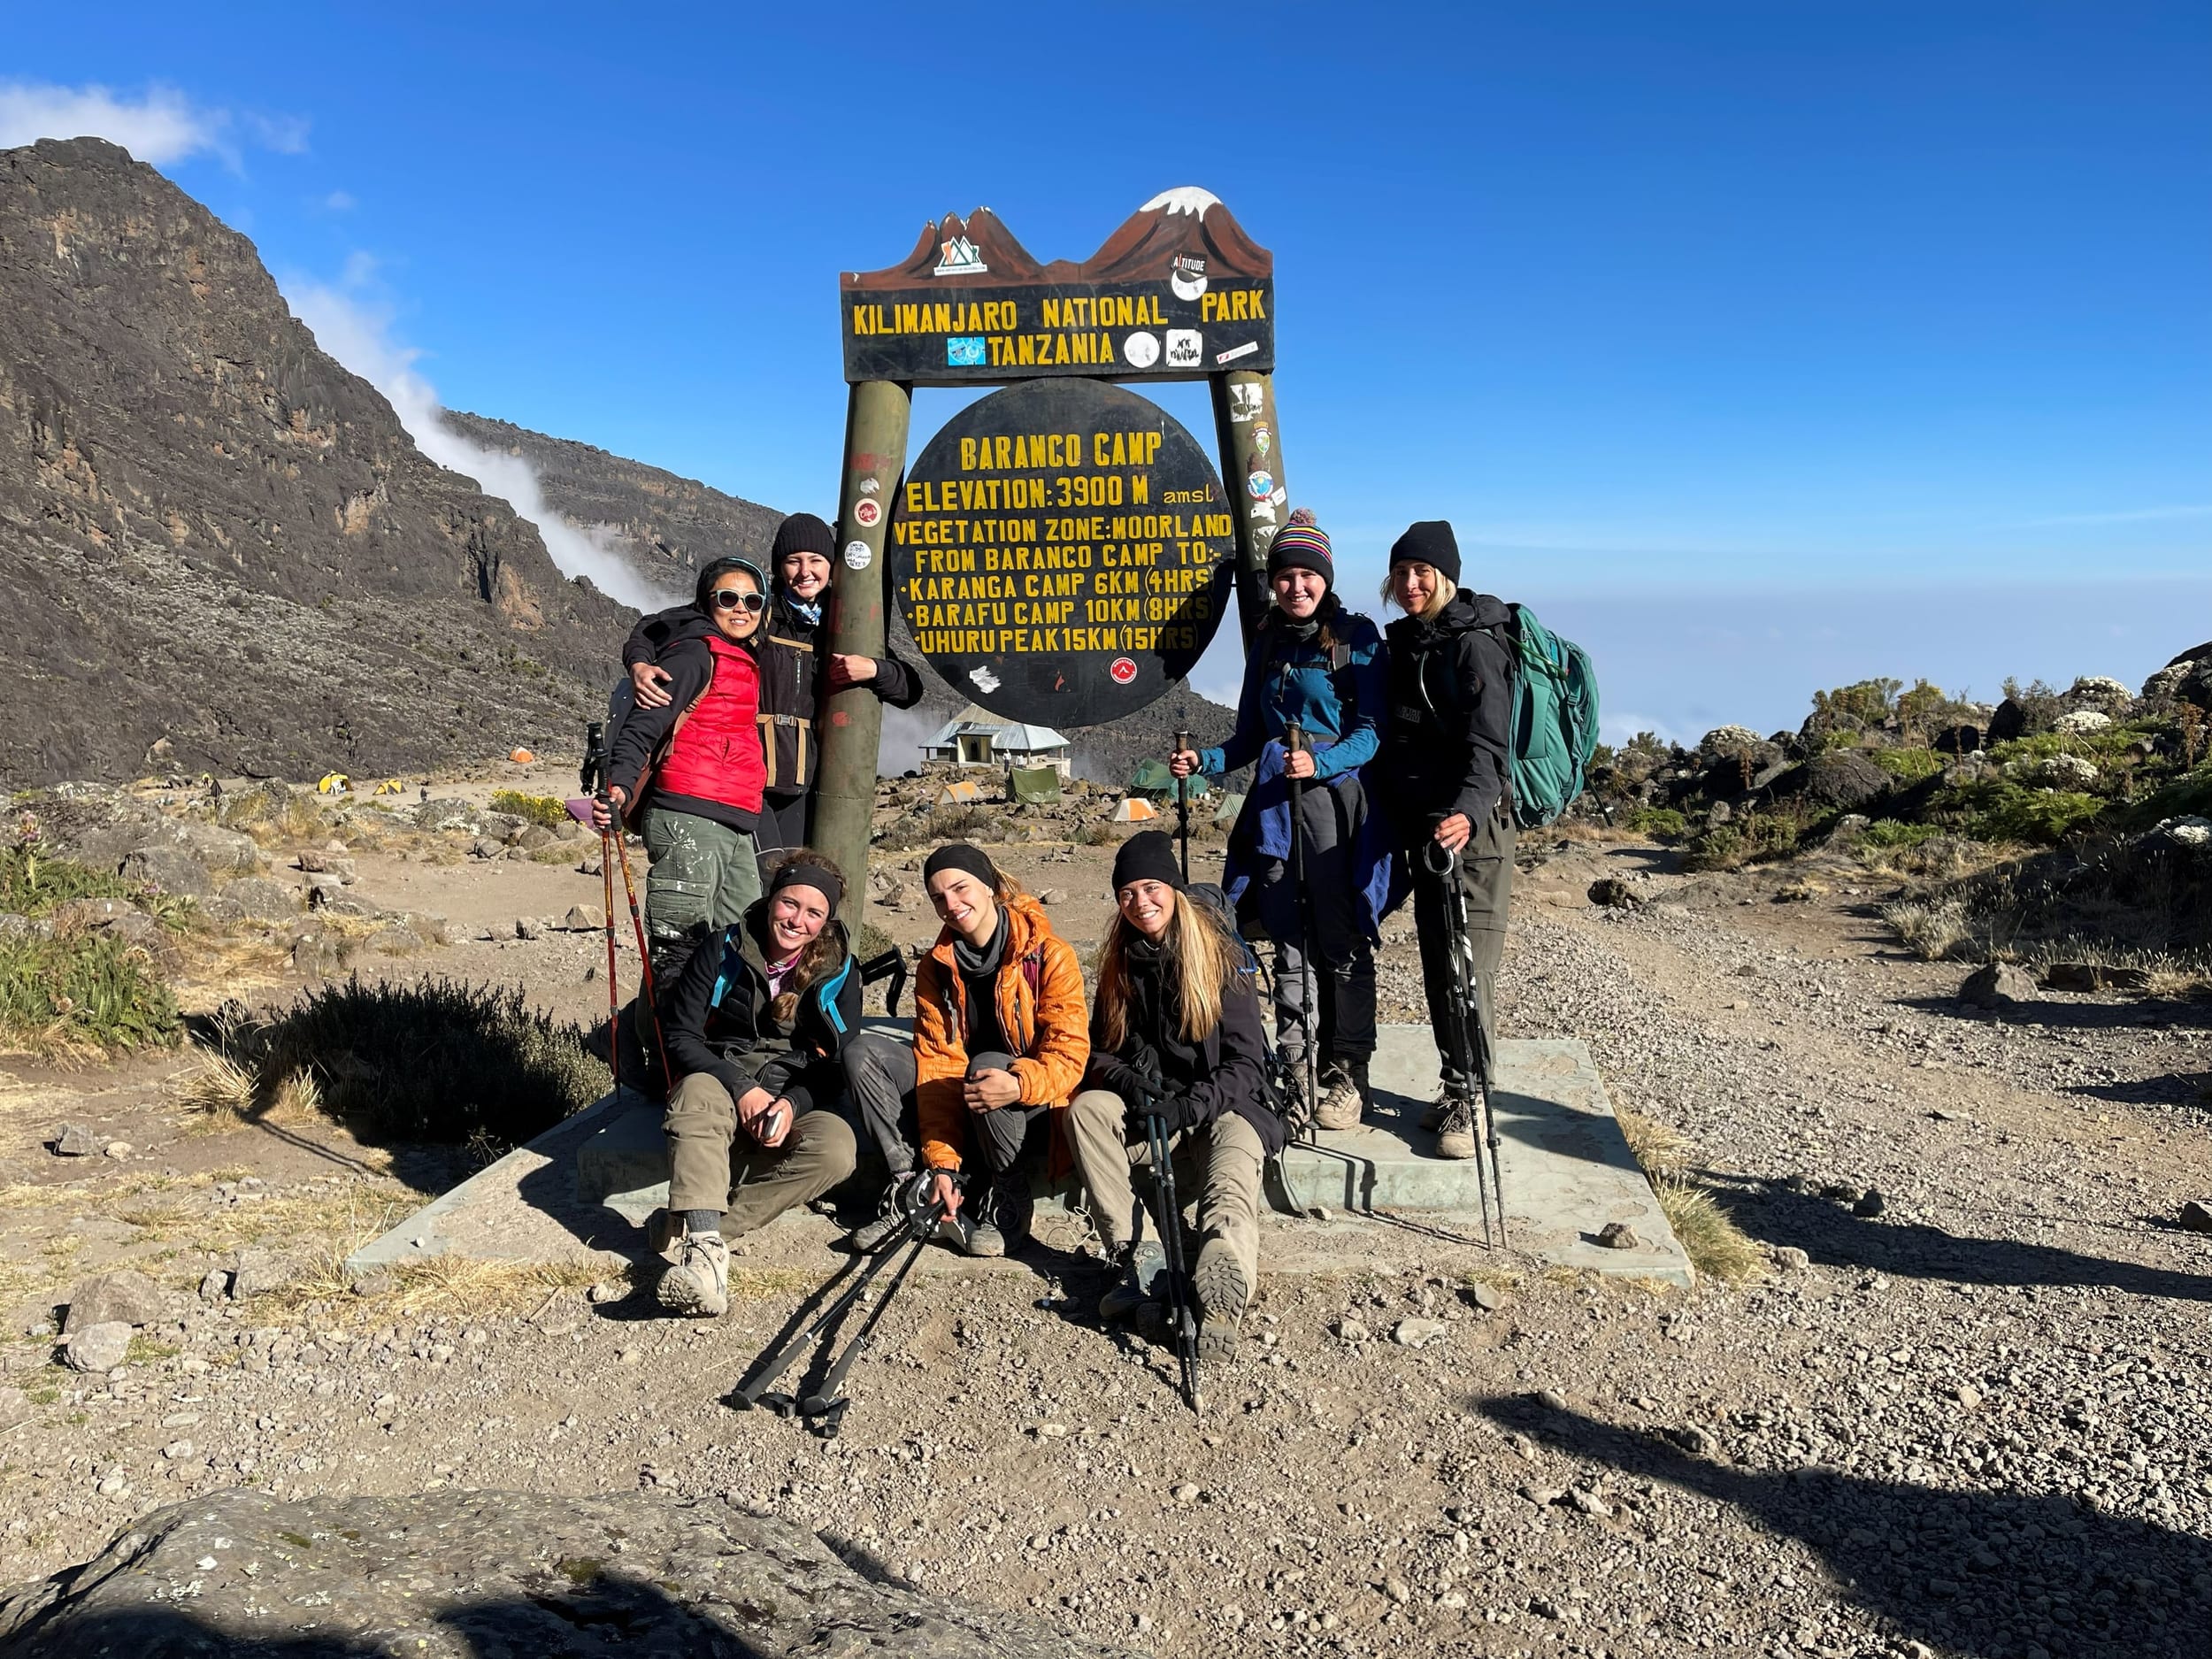 ALTITUDE
KILIMANJARO NATIONAL PARK
TANZANIA
BARANCO CAMP
ELEVATION:3900 M amsl
VEGETATION ZONE:MOORLAND
FROM BARANCO CAMP TO:-
•KARANGA CAMP 6KM (4HRS)
•BARAFU CAMP 10KM (8HRS)
•UHURU PEAK 15KM (15HRS)